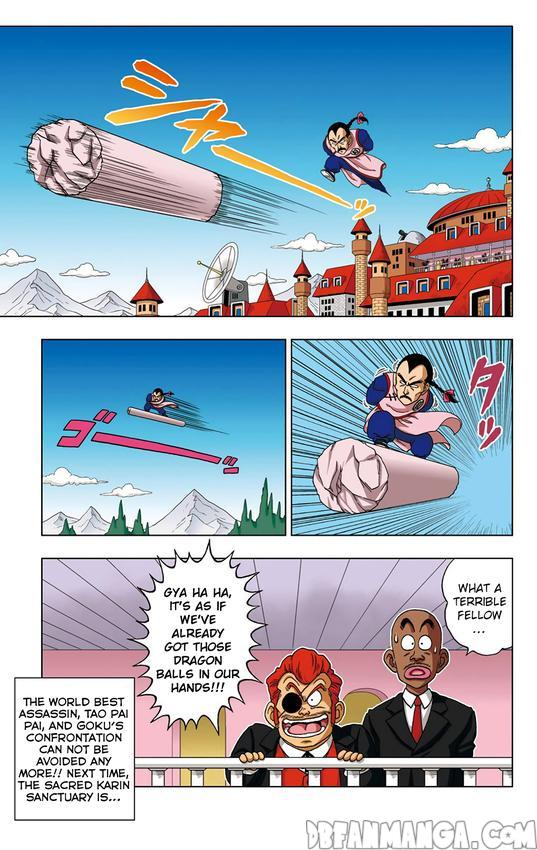 シャーッ
タッ
ゴーーッ
WHAT A
TERRIBLE
FELLOW
...
GYA HA HA,
IT'S AS IF
WE'VE
ALREADY
GOT THOSE
DRAGON
BALLS IN OUR
HANDS!!!
THE WORLD BEST
ASSASSIN, TAO PAI
PAI, AND GOKU'S
CONFRONTATION
CAN NOT BE
AVOIDED ANY
MORE!! NEXT TIME,
THE SACRED KARIN
SANCTUARY IS...
DBFANMANGA.COM